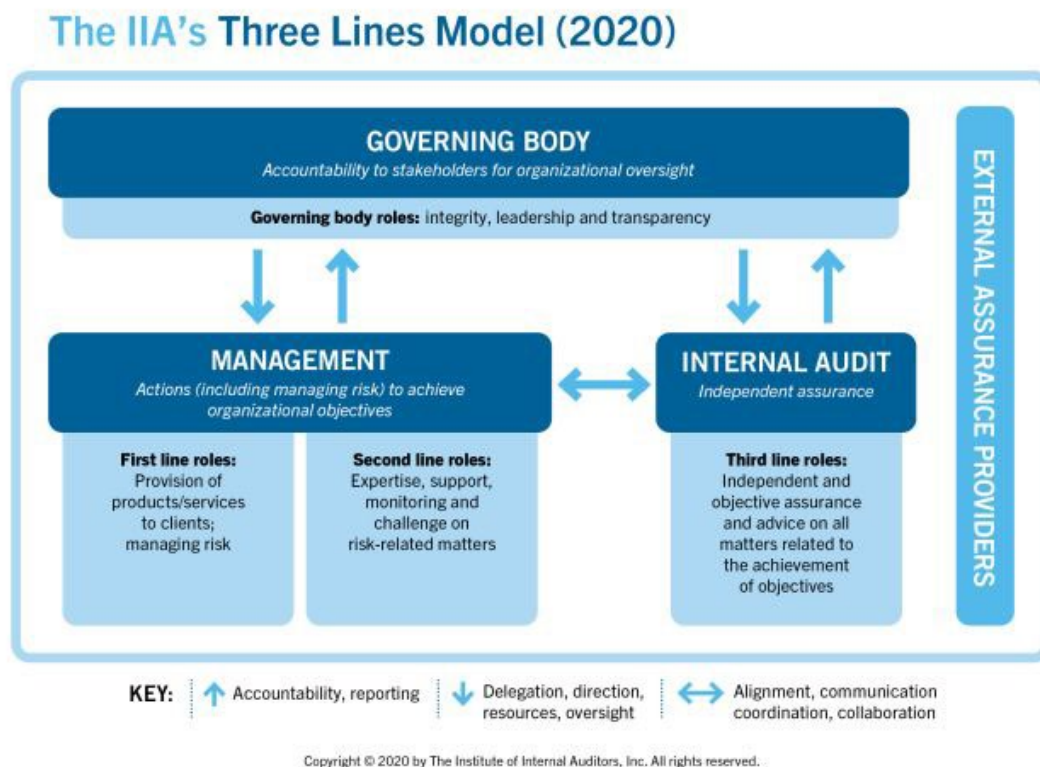 The IIA's Three Lines Model (2020)
GOVERNING BODY
Accountability to stakeholders for organizational oversight
Governing body roles: integrity, leadership and transparency
MANAGEMENT
Actions (including managing risk) to achieve
organizational objectives
First line roles:
Provision of
products/services
to clients;
managing risk
Second line roles:
Expertise, support,
monitoring and
challenge on
risk-related matters
INTERNAL AUDIT
Independent assurance
Third line roles:
Independent and
objective assurance
and advice on all
matters related to
the achievement
of objectives
EXTERNAL ASSURANCE PROVIDERS
KEY:
Accountability, reporting
Delegation, direction,
resources, oversight
Alignment, communication
coordination, collaboration
Copyright © 2020 by The Institute of Internal Auditors, Inc. All rights reserved.